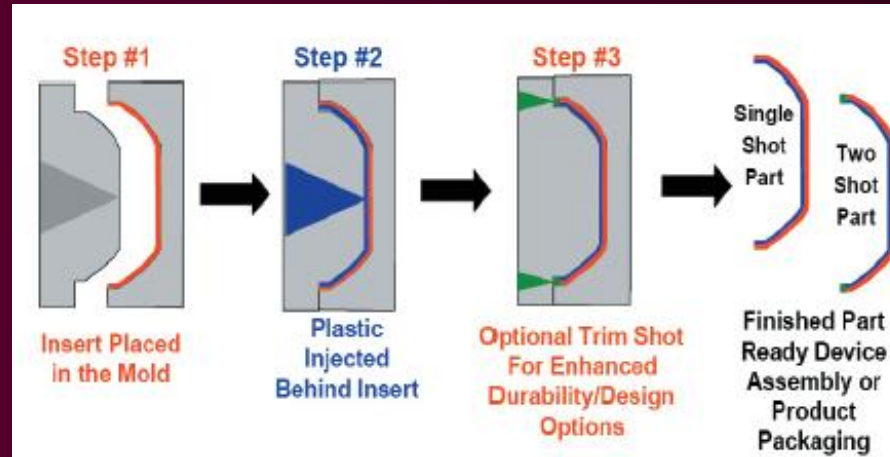 Step #1
Insert Placed
in the Mold
Step #2
Plastic
Injected
Behind Insert
Step #3
Optional Trim Shot
For Enhanced
Durability/Design
Options
Single
Shot
Part
Two
Shot
Part
Finished Part
Ready Device
Assembly or
Product
Packaging